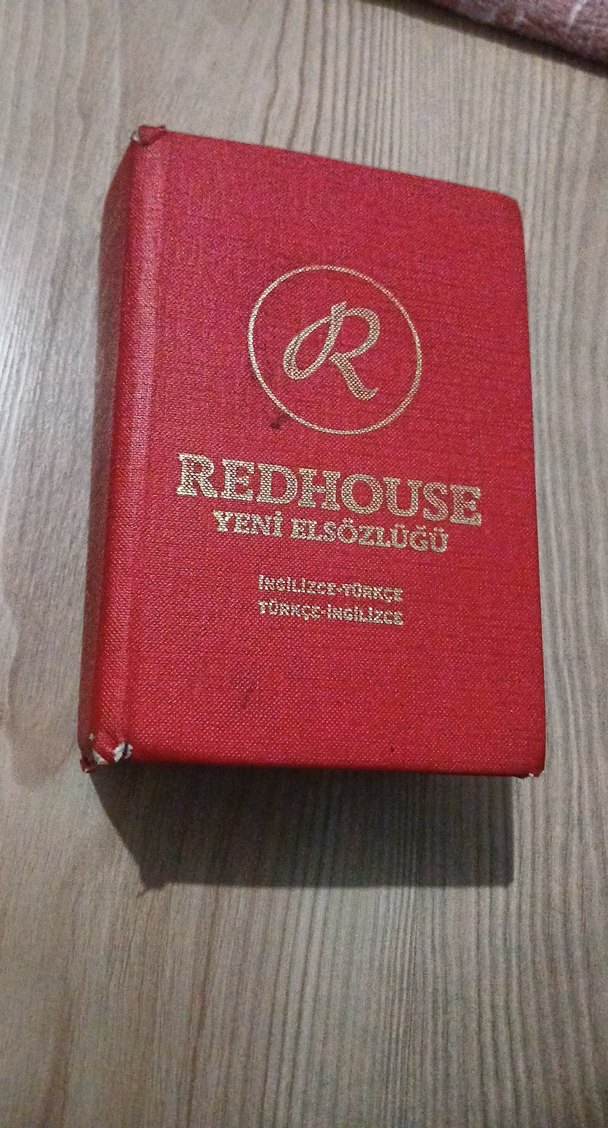 R
REDHOUSE
YENİ ELSÖZLÜĞÜ
İNGİLİZCE-TÜRKÇE
TÜRKÇE-İNGİLİZCE